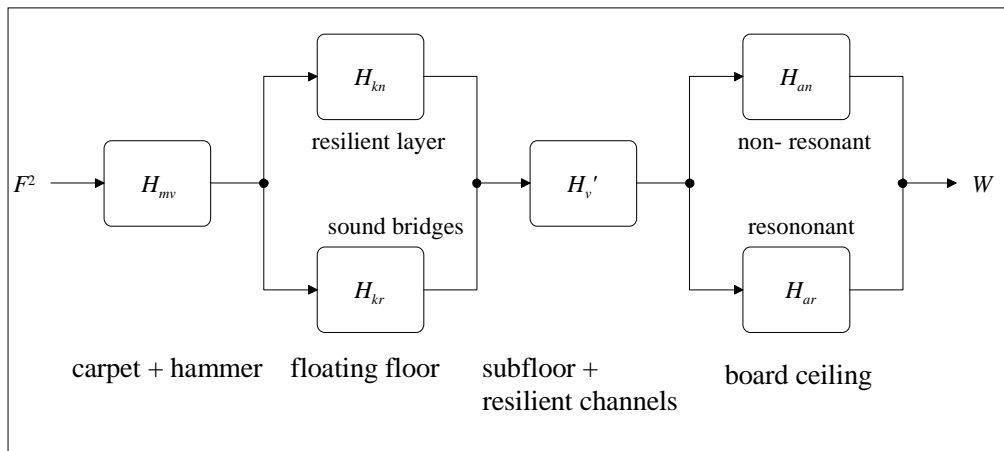 H_kn
H_an
resilient layer
non- resonant
F²
H_mv
H_v'
W
sound bridges
resononant
H_kr
H_ar
carpet + hammer
floating floor
subfloor +
resilient channels
board ceiling